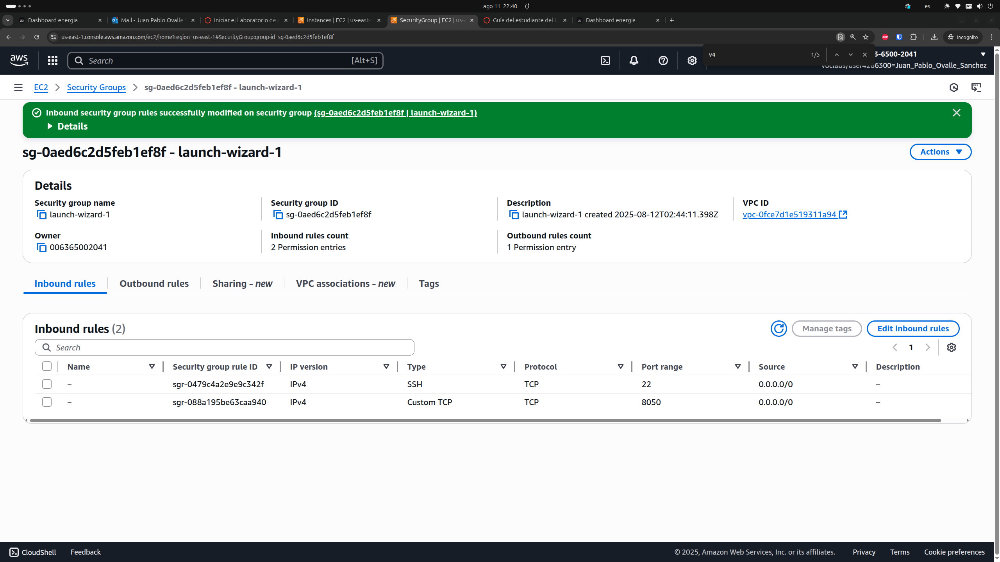 ago 11 22:40
es
Dashboard energia
Mail - Juan Pablo Ovalle
Iniciar el Laboratorio de
Instances | EC2 | us-east-
SecurityGroup | EC2 | us-
Guía del estudiante del
Dashboard energia
us-east-1.console.aws.amazon.com/ec2/home?region=us-east-1#SecurityGroup:group-id=sg-0aed6c2d5feb1ef8f
ABP
Incognito
v4
1/5
aws
Search
[Alt+S]
3-6500-2041
voclabs/user4286300=Juan_Pablo_Ovalle_Sanchez
EC2
Security Groups
sg-0aed6c2d5feb1ef8f - launch-wizard-1
Inbound security group rules successfully modified on security group (sg-0aed6c2d5feb1ef8f | launch-wizard-1)
Details
sg-0aed6c2d5feb1ef8f - launch-wizard-1
Actions
Details
Security group name
launch-wizard-1
Security group ID
sg-0aed6c2d5feb1ef8f
Description
launch-wizard-1 created 2025-08-12T02:44:11.398Z
VPC ID
vpc-0fce7d1e519311a94
Owner
006365002041
Inbound rules count
2 Permission entries
Outbound rules count
1 Permission entry
Inbound rules
Outbound rules
Sharing - new
VPC associations - new
Tags
Inbound rules (2)
Manage tags
Edit inbound rules
Search
1
Name Security group rule ID IP version Type Protocol Port range Source Description
– sgr-0479c4a2e9e9c342f IPv4 SSH TCP 22 0.0.0.0/0 –
– sgr-088a195be63caa940 IPv4 Custom TCP TCP 8050 0.0.0.0/0 –
CloudShell
Feedback
© 2025, Amazon Web Services, Inc. or its affiliates.
Privacy
Terms
Cookie preferences